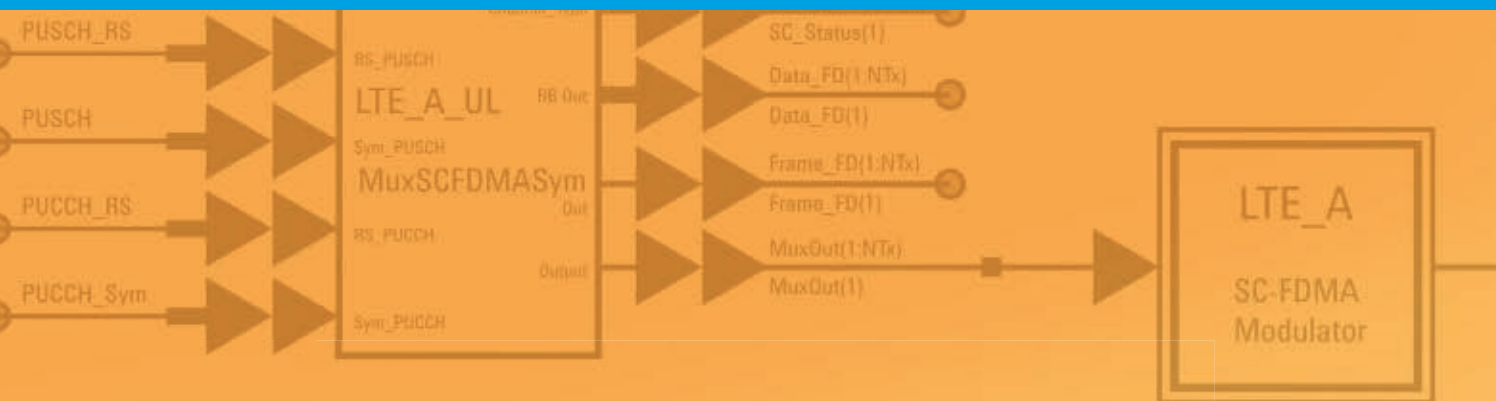 PUSCH_RS
PUSCH
PUCCH_RS
PUCCH_Sym
RS_PUSCH
LTE_A_UL
RB Out
Sym_PUSCH
MuxSCFDMASym
Out
RS_PUCCH
Output
Sym_PUCCH
SC_Status(1)
Data_FD(1:NTx)
Data_FD(1)
Frame_FD(1:NTx)
Frame_FD(1)
MuxOut(1:NTx)
MuxOut(1)
LTE_A
SC-FDMA
Modulator